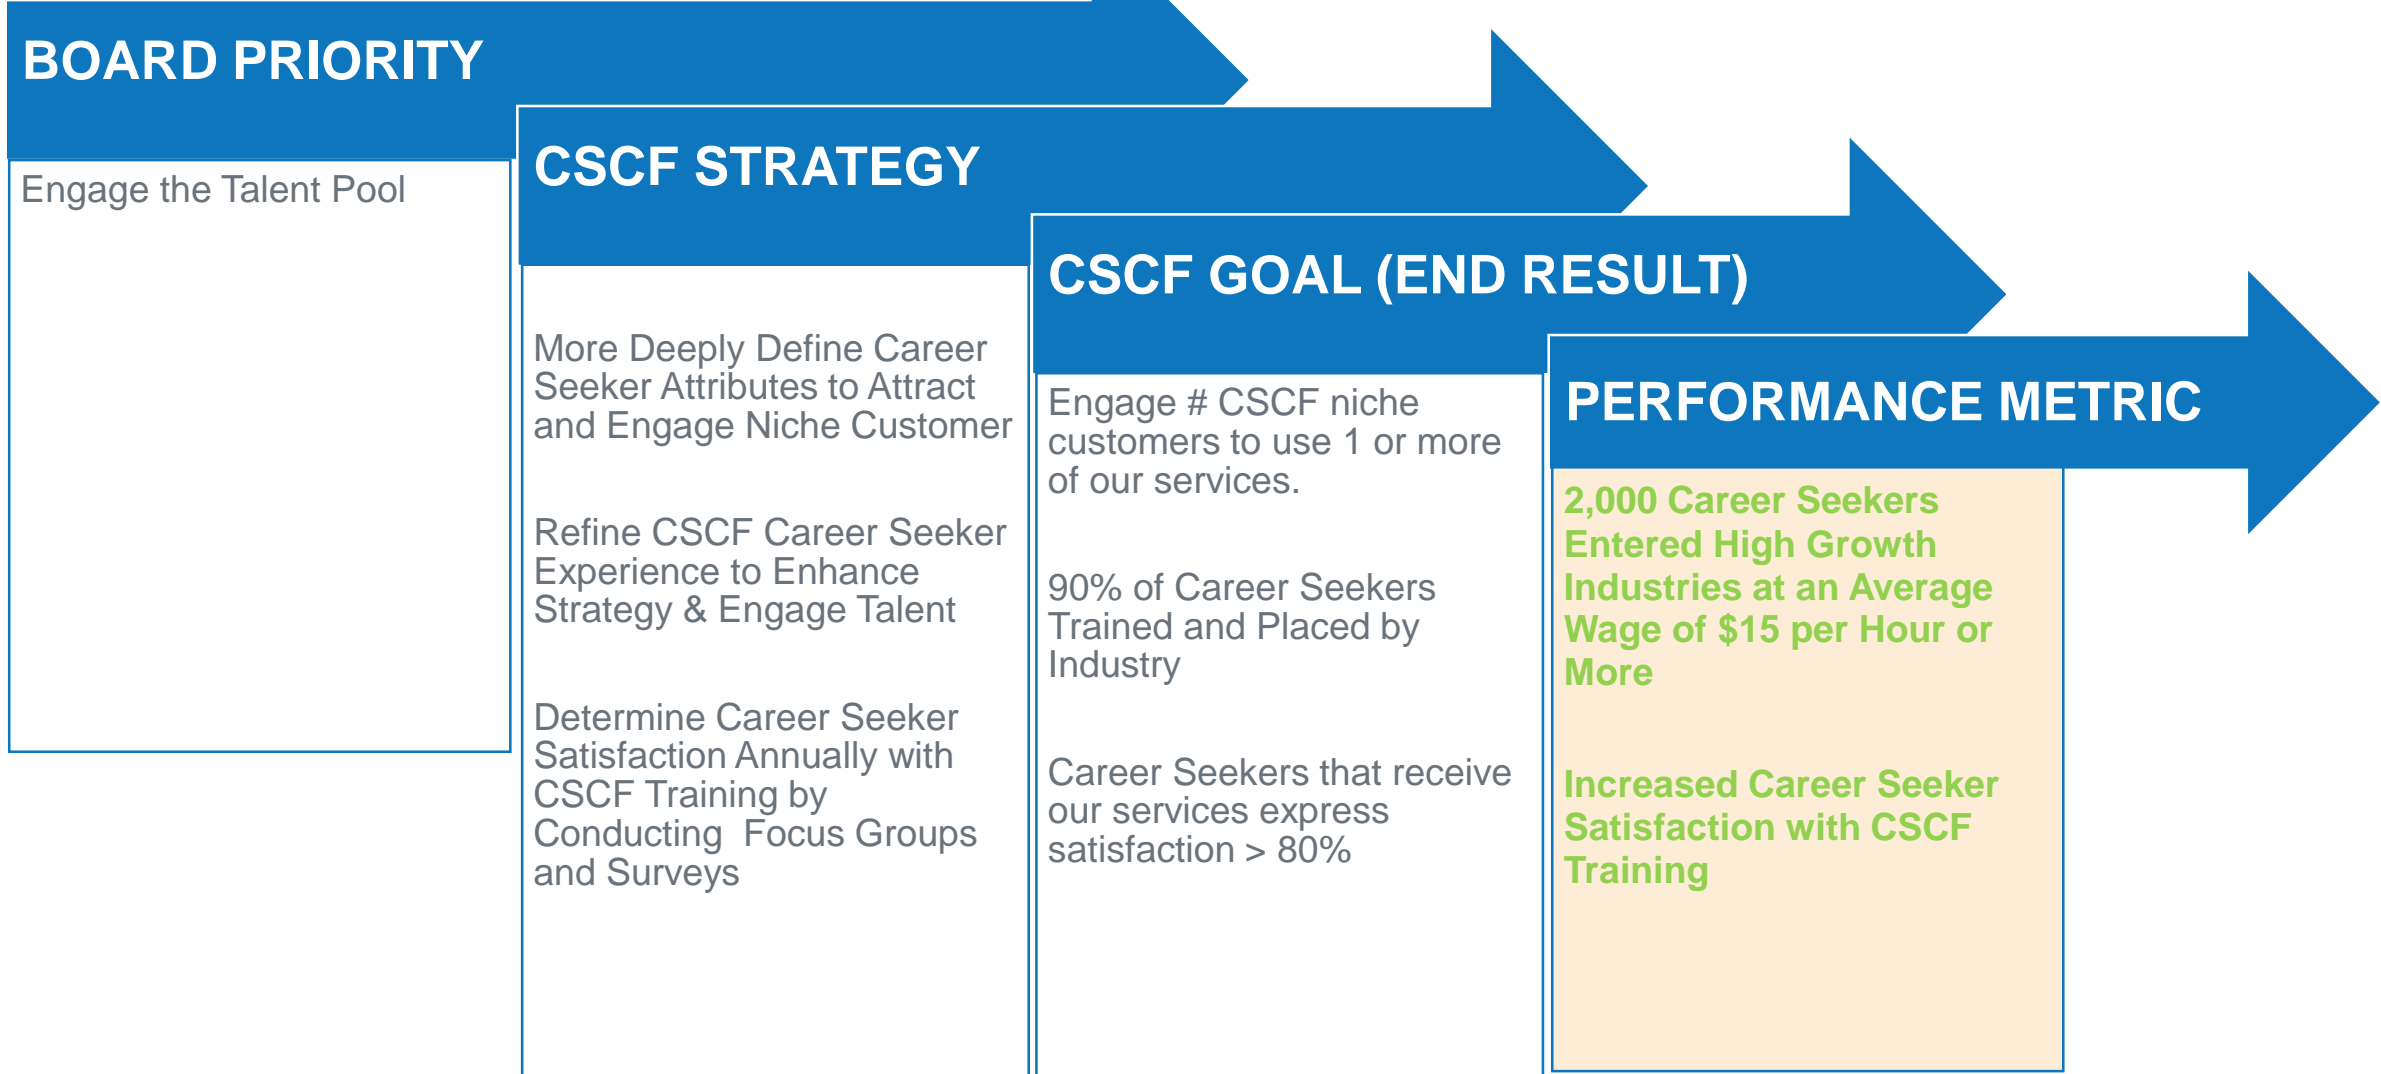 BOARD PRIORITY
Engage the Talent Pool
CSCF STRATEGY
More Deeply Define Career
Seeker Attributes to Attract
and Engage Niche Customer
Refine CSCF Career Seeker
Experience to Enhance
Strategy & Engage Talent
Determine Career Seeker
Satisfaction Annually with
CSCF Training by
Conducting  Focus Groups
and Surveys
CSCF GOAL (END RESULT)
Engage # CSCF niche
customers to use 1 or more
of our services.
90% of Career Seekers
Trained and Placed by
Industry
Career Seekers that receive
our services express
satisfaction > 80%
PERFORMANCE METRIC
2,000 Career Seekers
Entered High Growth
Industries at an Average
Wage of $15 per Hour or
More
Increased Career Seeker
Satisfaction with CSCF
Training